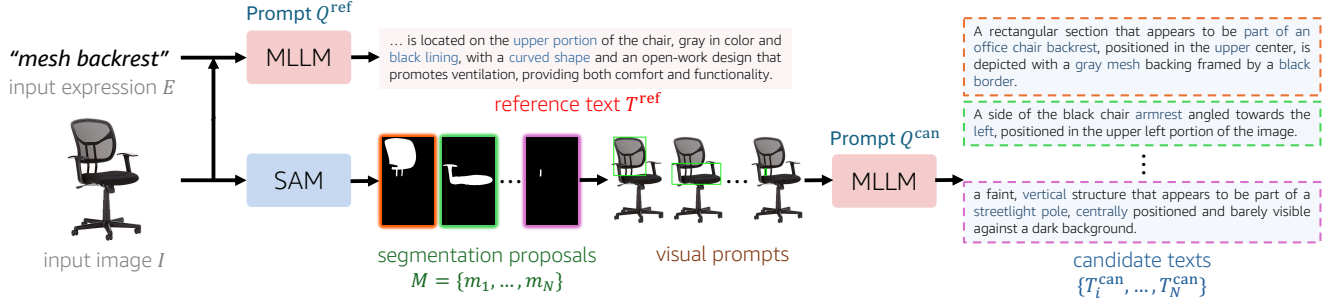 Prompt Q^ref
"mesh backrest"
input expression E
MLLM
… is located on the upper portion of the chair, gray in color and
black lining, with a curved shape and an open-work design that
promotes ventilation, providing both comfort and functionality.
reference text T^ref
input image I
SAM
...
segmentation proposals
M = {m_1, … , m_N}
...
visual prompts
Prompt Q^can
MLLM
A rectangular section that appears to be part of an
office chair backrest, positioned in the upper center, is
depicted with a gray mesh backing framed by a black
border.
A side of the black chair armrest angled towards the
left, positioned in the upper left portion of the image.
⋮
a faint, vertical structure that appears to be part of a
streetlight pole, centrally positioned and barely visible
against a dark background.
candidate texts
{T_i^can, … , T_N^can}